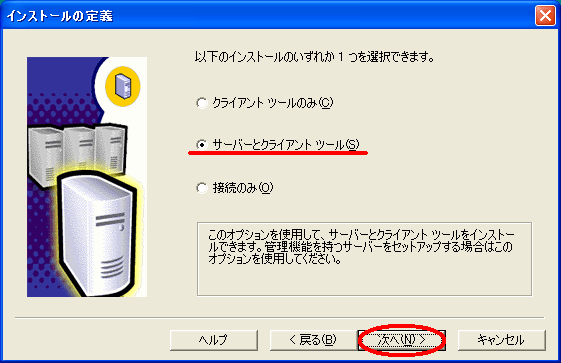 インストールの定義
以下のインストールのいずれか 1 つを選択できます。
クライアント ツールのみ(C)
サーバーとクライアント ツール(S)
接続のみ(O)
このオプションを使用して、サーバーとクライアント ツールをインストー
ルできます。管理機能を持つサーバーをセットアップする場合はこの
オプションを使用してください。
ヘルプ
< 戻る(B)
次へ(N) >
キャンセル